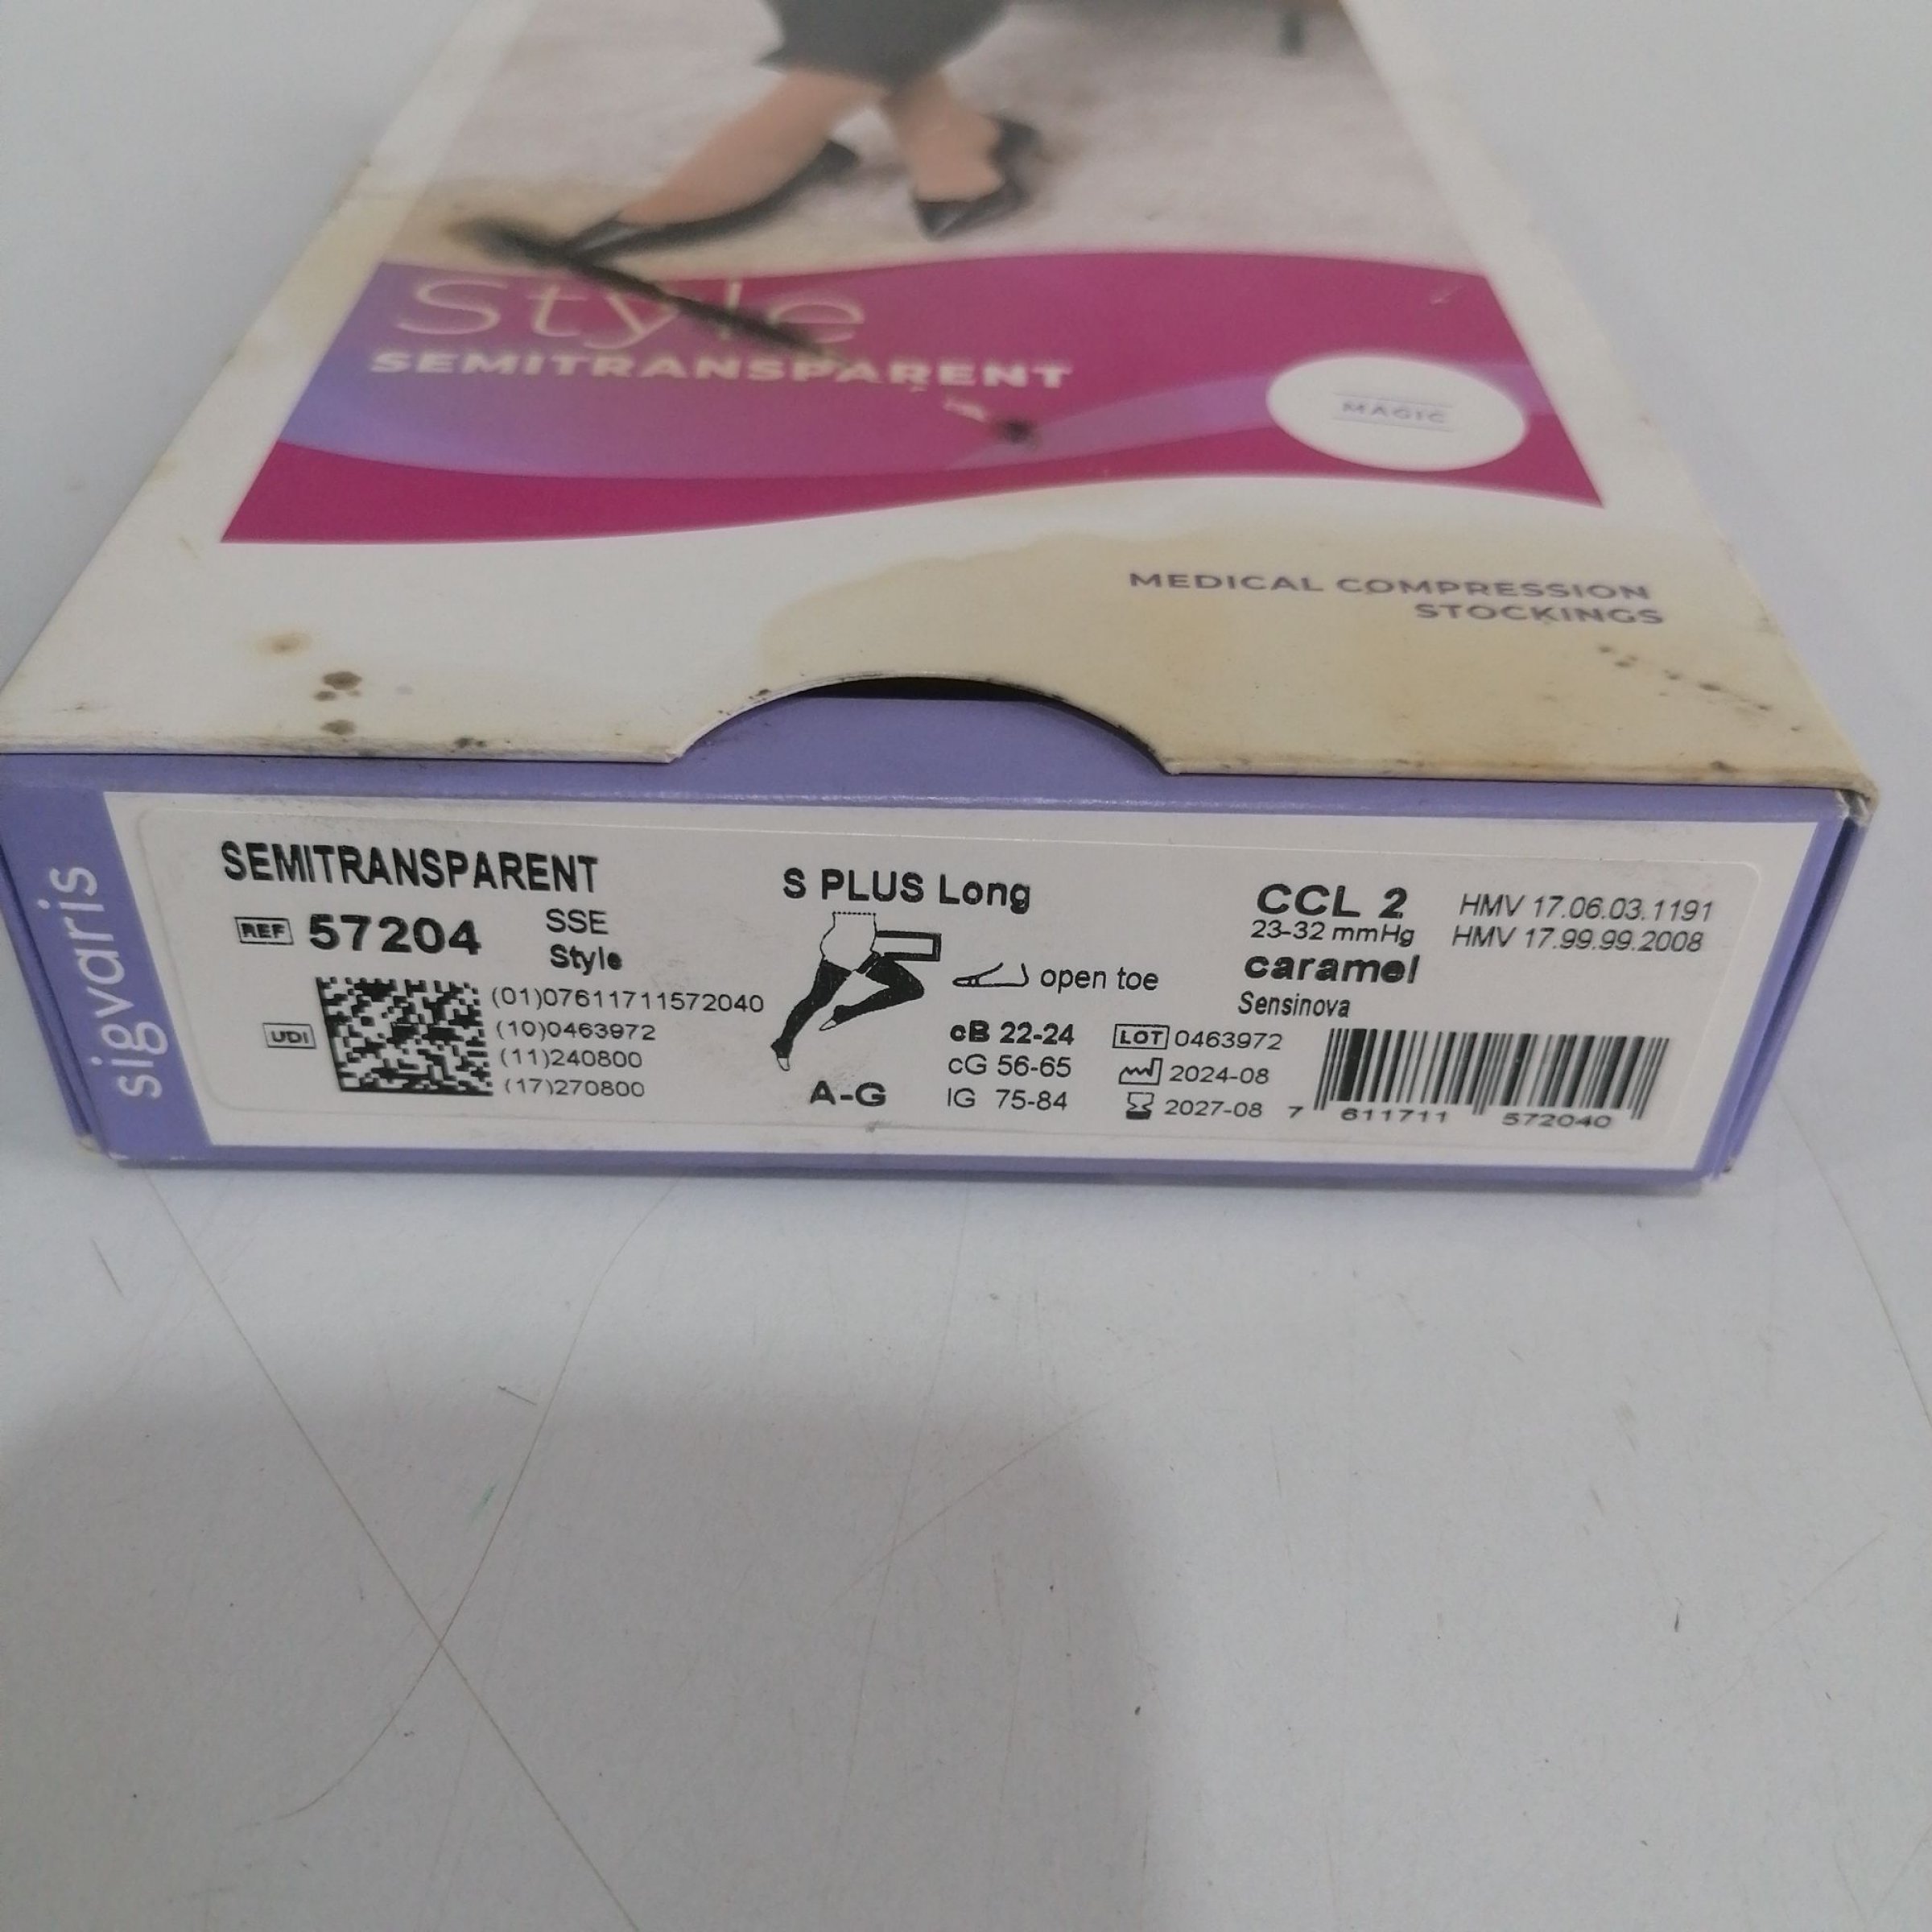 Style
SEMITRANSPARENT
MAGIC
MEDICAL COMPRESSION
STOCKINGS
sigvaris
SEMITRANSPARENT
REF 57204
SSE
Style
UDI
(01)07611711572040
(10)0463972
(11)240800
(17)270800
S PLUS Long
A-G
open toe
cB 22-24
cG 56-65
lG 75-84
CCL 2
23-32 mmHg
caramel
Sensinova
HMV 17.06.03.1191
HMV 17.99.99.2008
LOT 0463972
2024-08
2027-08
7 611711 572040